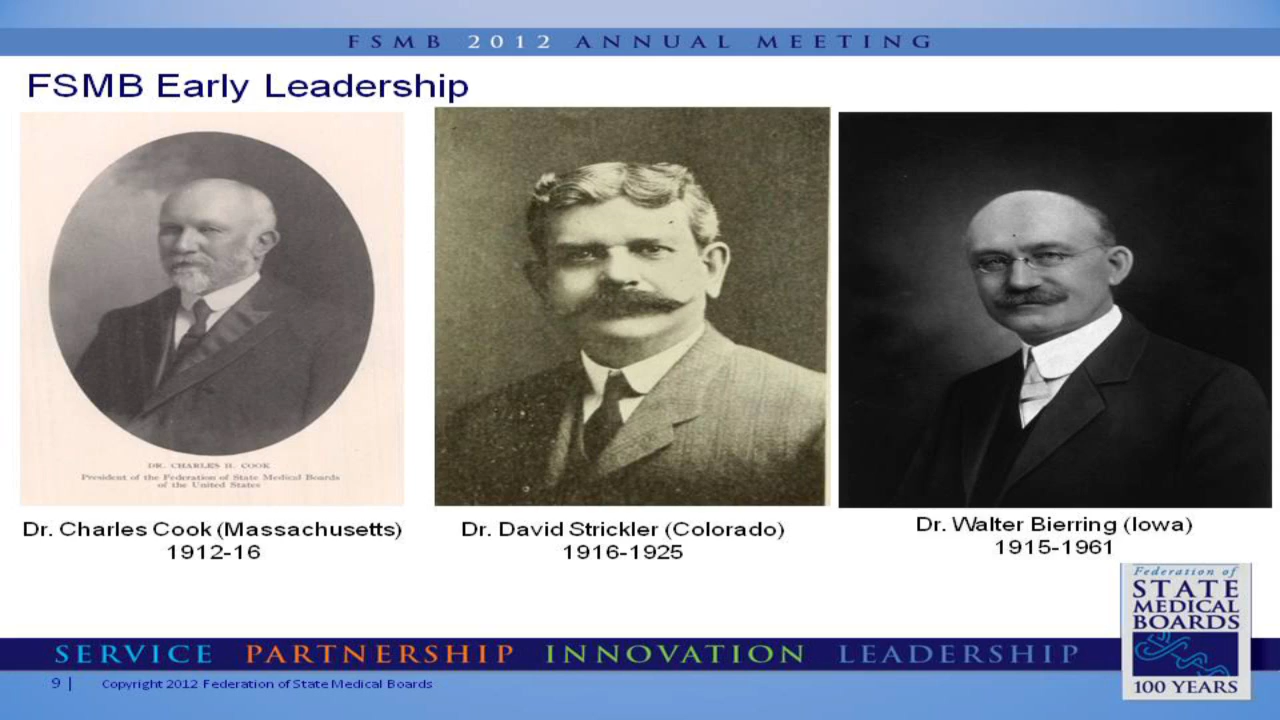 FSMB 2012 ANNUAL MEETING
FSMB Early Leadership
DR. CHARLES H. COOK
President of the Federation of State Medical Boards
of the United States
Dr. Charles Cook (Massachusetts)
1912-16
Dr. David Strickler (Colorado)
1916-1925
Dr. Walter Bierring (Iowa)
1915-1961
Federation of
STATE
MEDICAL
BOARDS
100 YEARS
SERVICE PARTNERSHIP INNOVATION LEADERSHIP
9 | Copyright 2012 Federation of State Medical Boards